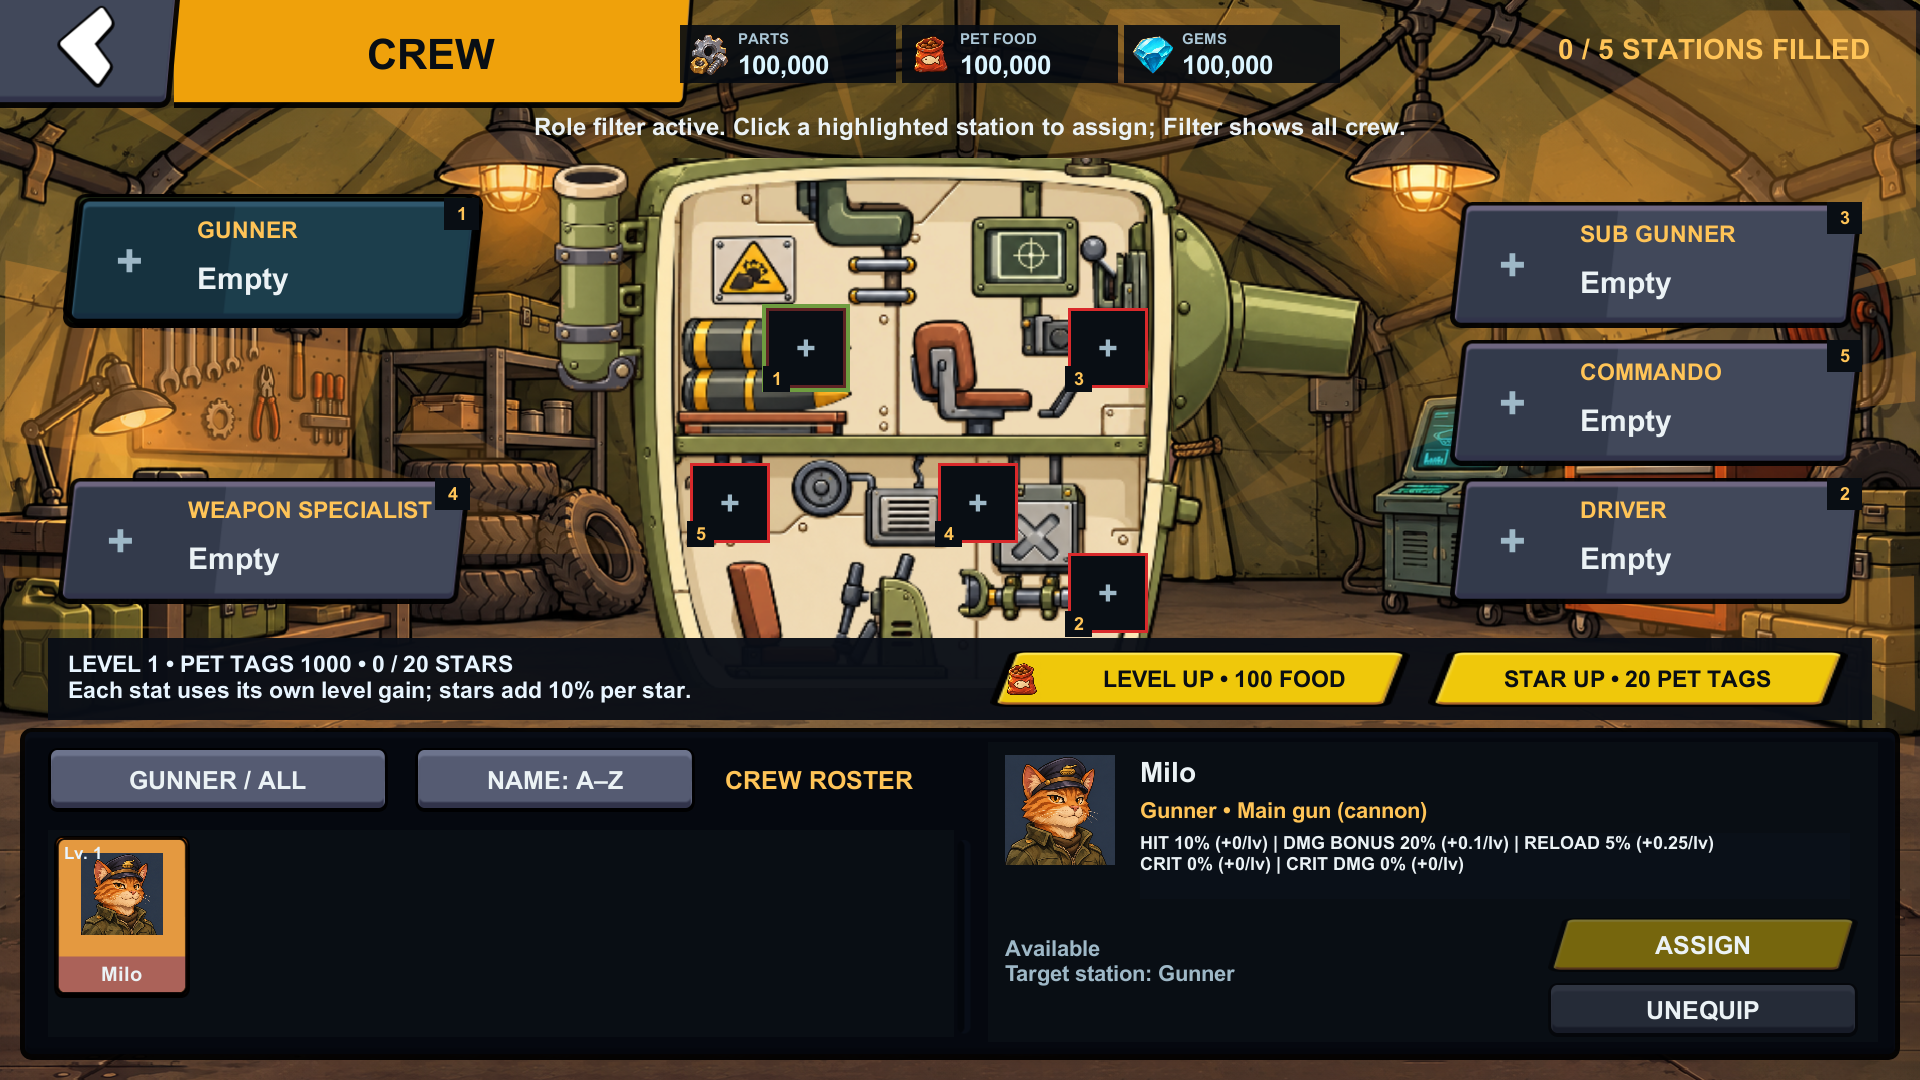 CREW
PARTS
100,000
PET FOOD
100,000
GEMS
100,000
0 / 5 STATIONS FILLED
Role filter active. Click a highlighted station to assign; Filter shows all crew.
GUNNER
1
+
Empty
SUB GUNNER
3
+
Empty
COMMANDO
5
+
Empty
WEAPON SPECIALIST
4
+
Empty
DRIVER
2
+
Empty
+
1
+
3
+
5
+
4
+
2
LEVEL 1 • PET TAGS 1000 • 0 / 20 STARS
Each stat uses its own level gain; stars add 10% per star.
LEVEL UP • 100 FOOD
STAR UP • 20 PET TAGS
GUNNER / ALL
NAME: A–Z
CREW ROSTER
Lv. 1
Milo
Milo
Gunner • Main gun (cannon)
HIT 10% (+0/lv) | DMG BONUS 20% (+0.1/lv) | RELOAD 5% (+0.25/lv)
CRIT 0% (+0/lv) | CRIT DMG 0% (+0/lv)
Available
Target station: Gunner
ASSIGN
UNEQUIP